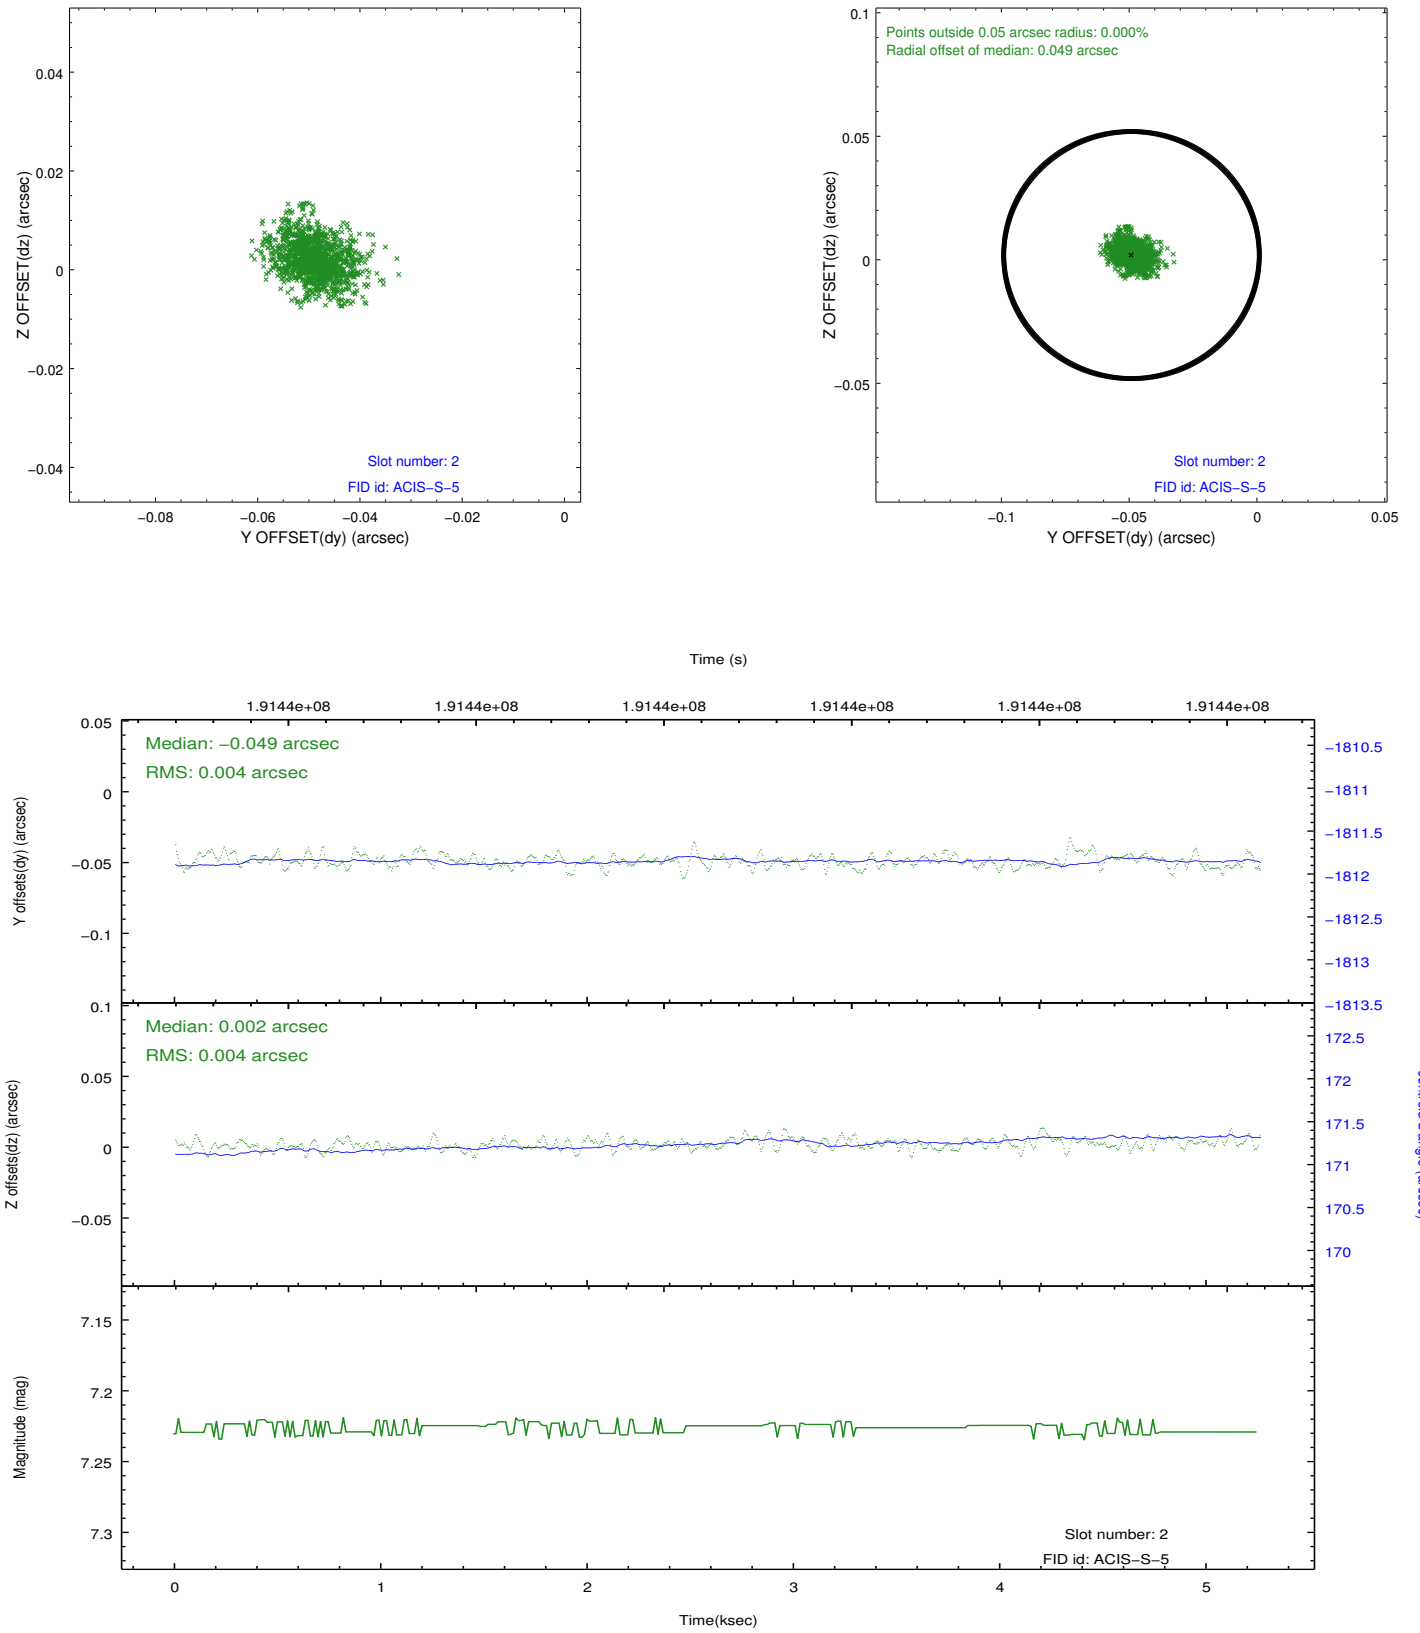 0.04
0.02
0
−0.02
−0.04
Z OFFSET(dz) (arcsec)
Slot number: 2
FID id: ACIS−S−5
−0.08
−0.06
−0.04
−0.02
0
Y OFFSET(dy) (arcsec)
0.1
0.05
0
−0.05
Z OFFSET(dz) (arcsec)
Points outside 0.05 arcsec radius: 0.000%
Radial offset of median: 0.049 arcsec
Slot number: 2
FID id: ACIS−S−5
−0.1
−0.05
0
0.05
Y OFFSET(dy) (arcsec)
Time (s)
1.9144e+08
1.9144e+08
1.9144e+08
1.9144e+08
1.9144e+08
1.9144e+08
0.05
0
−0.05
−0.1
Y offsets(dy) (arcsec)
Median: −0.049 arcsec
RMS: 0.004 arcsec
−1810.5
−1811
−1811.5
−1812
−1812.5
−1813
−1813.5
0.1
0.05
0
−0.05
Z offsets(dz) (arcsec)
Median: 0.002 arcsec
RMS: 0.004 arcsec
172.5
172
171.5
171
170.5
170
7.15
7.2
7.25
7.3
Magnitude (mag)
Slot number: 2
FID id: ACIS−S−5
0
1
2
3
4
5
Time(ksec)